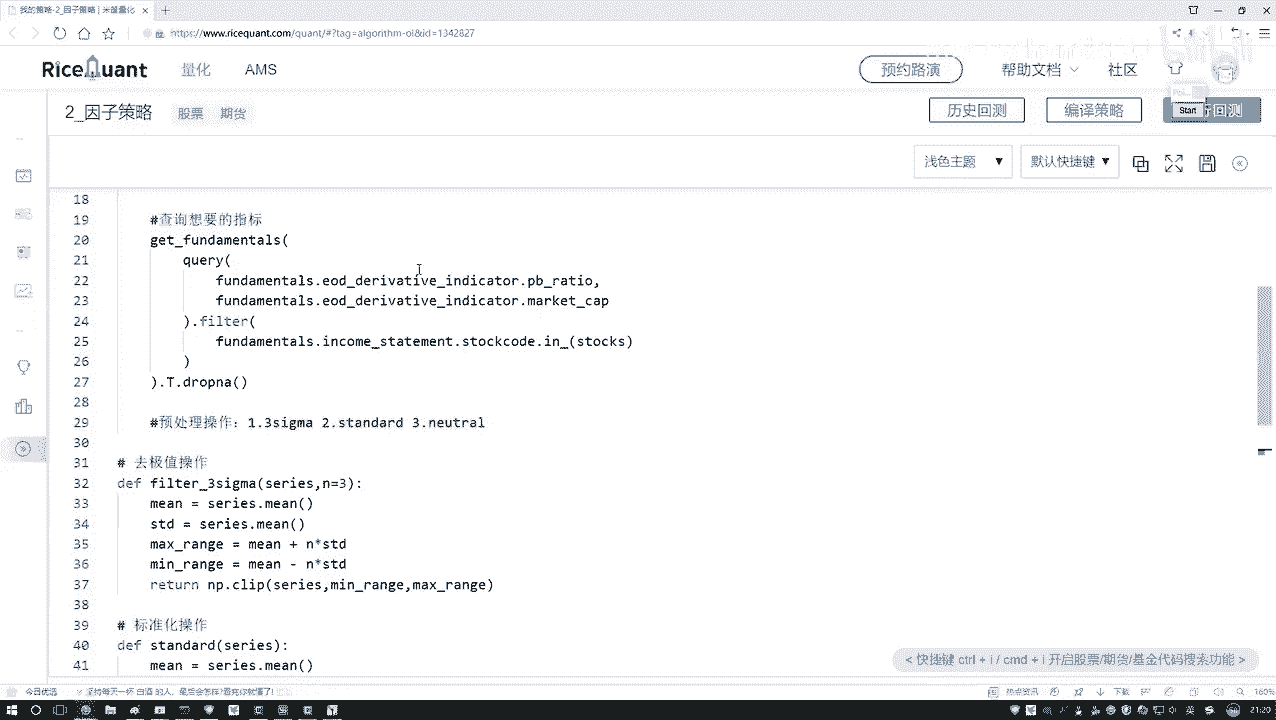 我的策略-2_因子策略 | 米筐量化
https://www.ricequant.com/quant/#?tag=algorithm-ol&id=1342827
RiceQuant 量化 AMS 预约路演 帮助文档 社区
2_因子策略 股票 期货 历史回测 编译策略 Start 回测
浅色主题 默认快捷键
18
19 #查询想要的指标
20 get_fundamentals(
21 query(
22 fundamentals.eod_derivative_indicator.pb_ratio,
23 fundamentals.eod_derivative_indicator.market_cap
24 ).filter(
25 fundamentals.income_statement.stockcode.in_(stocks)
26 )
27 ).T.dropna()
28
29 #预处理操作：1.3sigma 2.standard 3.neutral
30
31 # 去极值操作
32 def filter_3sigma(series,n=3):
33 mean = series.mean()
34 std = series.mean()
35 max_range = mean + n*std
36 min_range = mean - n*std
37 return np.clip(series,min_range,max_range)
38
39 # 标准化操作
40 def standard(series):
41 mean = series.mean()
< 快捷键 ctrl + i / cmd + i 开启股票/期货/基金代码搜索功能 >
今日优选 热点资讯 下载 160%
21:20